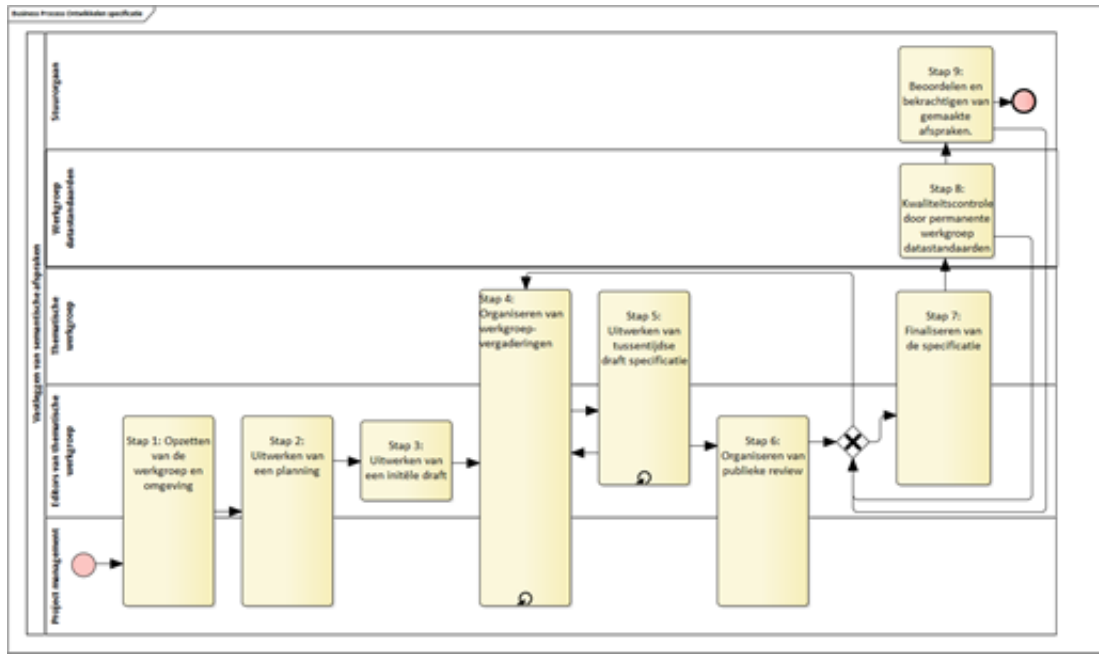 Business Process Ontwikkelen specificatie
Vastleggen van semantische afspraken
Stuurorgaan
Werkgroep
datastandaarden
Thematische
werkgroep
Editors van thematische
werkgroep
Project management
Stap 1: Opzetten
van de
werkgroep en
omgeving
Stap 2:
Uitwerken van
een planning
Stap 3:
Uitwerken van
een initële draft
Stap 4:
Organiseren van
werkgroep-
vergaderingen
Stap 5:
Uitwerken van
tussentijdse
draft specificatie
Stap 6:
Organiseren van
publieke review
Stap 7:
Finaliseren van
de specificatie
Stap 8:
Kwaliteitscontrole
door permanente
werkgroep
datastandaarden
Stap 9:
Beoordelen en
bekrachtigen van
gemaakte
afspraken.